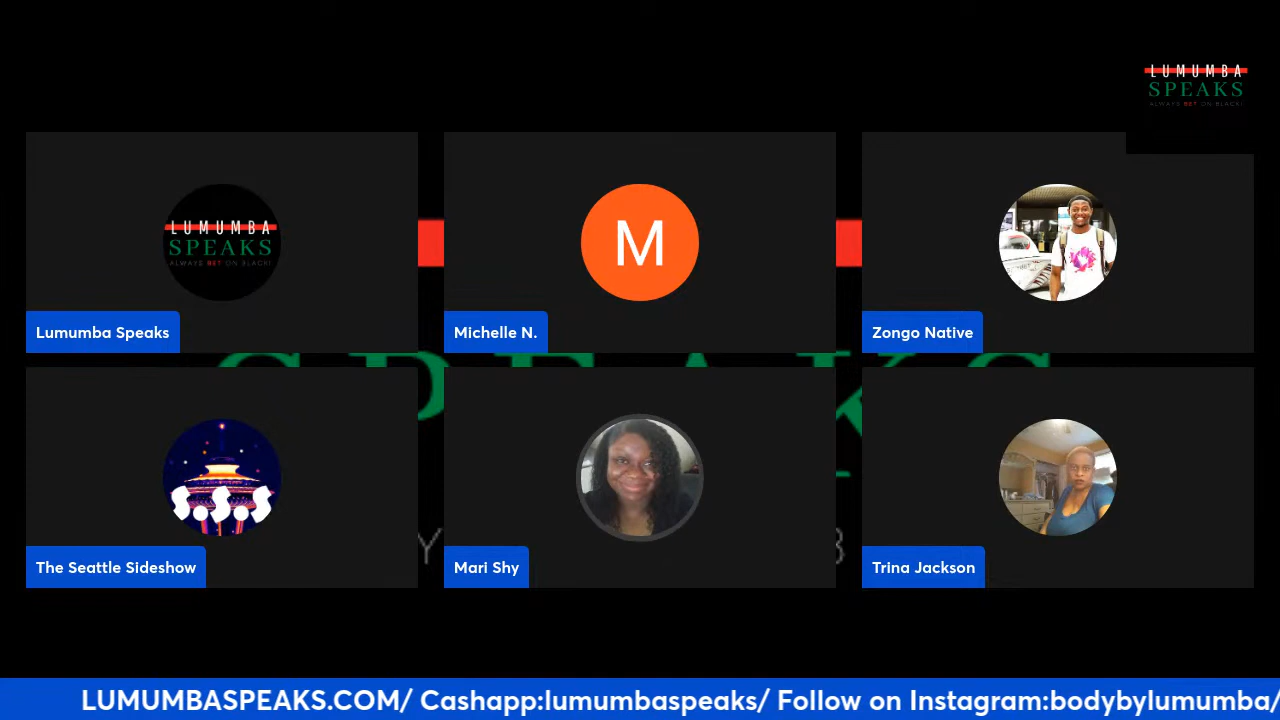 LUMUMBA
SPEAKS
ALWAYS BET ON BLACK!
LUMUMBA
SPEAKS
ALWAYS BET ON BLACK!
M
Lumumba Speaks
Michelle N.
Zongo Native
SPEAKS
S.S.S
The Seattle Sideshow
Mari Shy
Trina Jackson
LUMUMBASPEAKS.COM/ Cashapp:lumumbaspeaks/ Follow on Instagram:bodybylumumba/